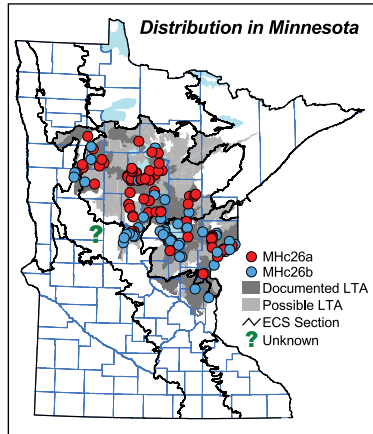 Distribution in Minnesota
?
MHc26a
MHc26b
Documented LTA
Possible LTA
ECS Section
? Unknown